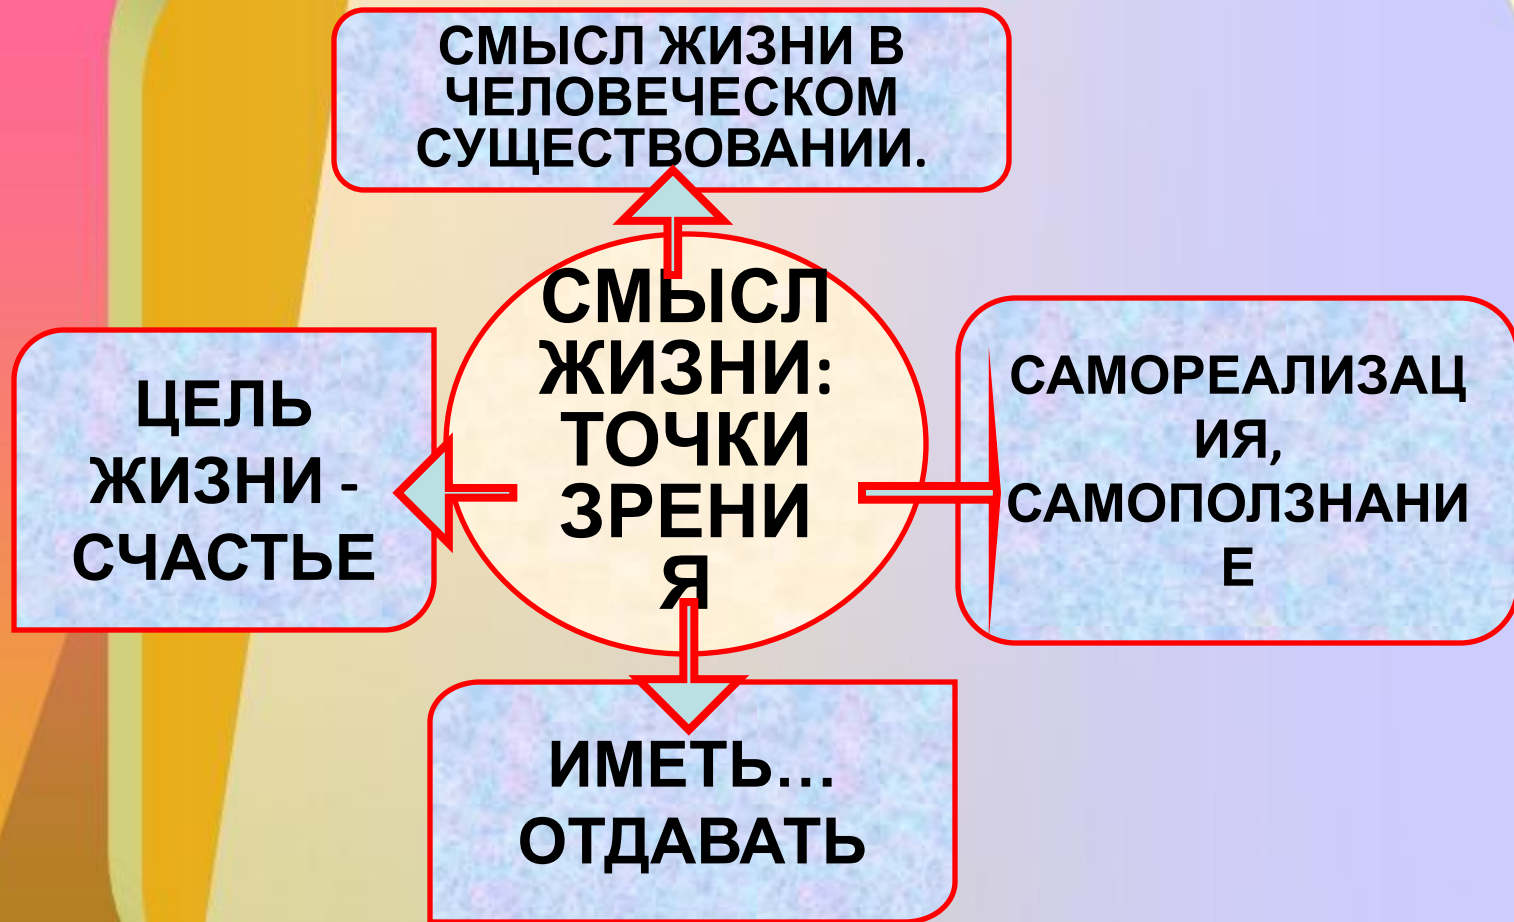 СМЫСЛ ЖИЗНИ В
ЧЕЛОВЕЧЕСКОМ
СУЩЕСТВОВАНИИ.
СМЫСЛ
ЖИЗНИ:
ТОЧКИ
ЗРЕНИ
Я
ЦЕЛЬ
ЖИЗНИ -
СЧАСТЬЕ
САМОРЕАЛИЗАЦ
ИЯ,
САМОПОЛЗНАНИ
Е
ИМЕТЬ...
ОТДАВАТЬ